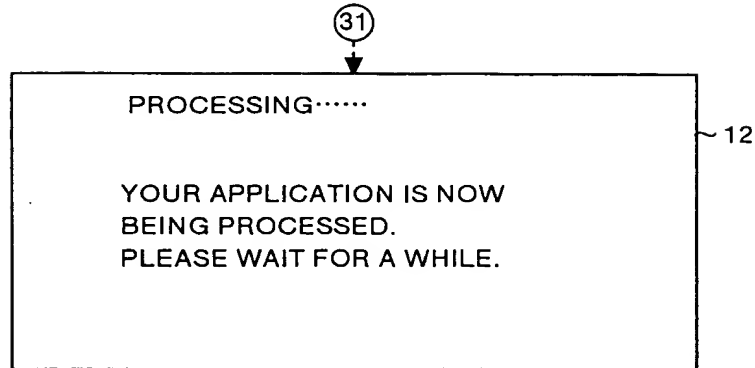 31
PROCESSING······
12
YOUR APPLICATION IS NOW
BEING PROCESSED.
PLEASE WAIT FOR A WHILE.